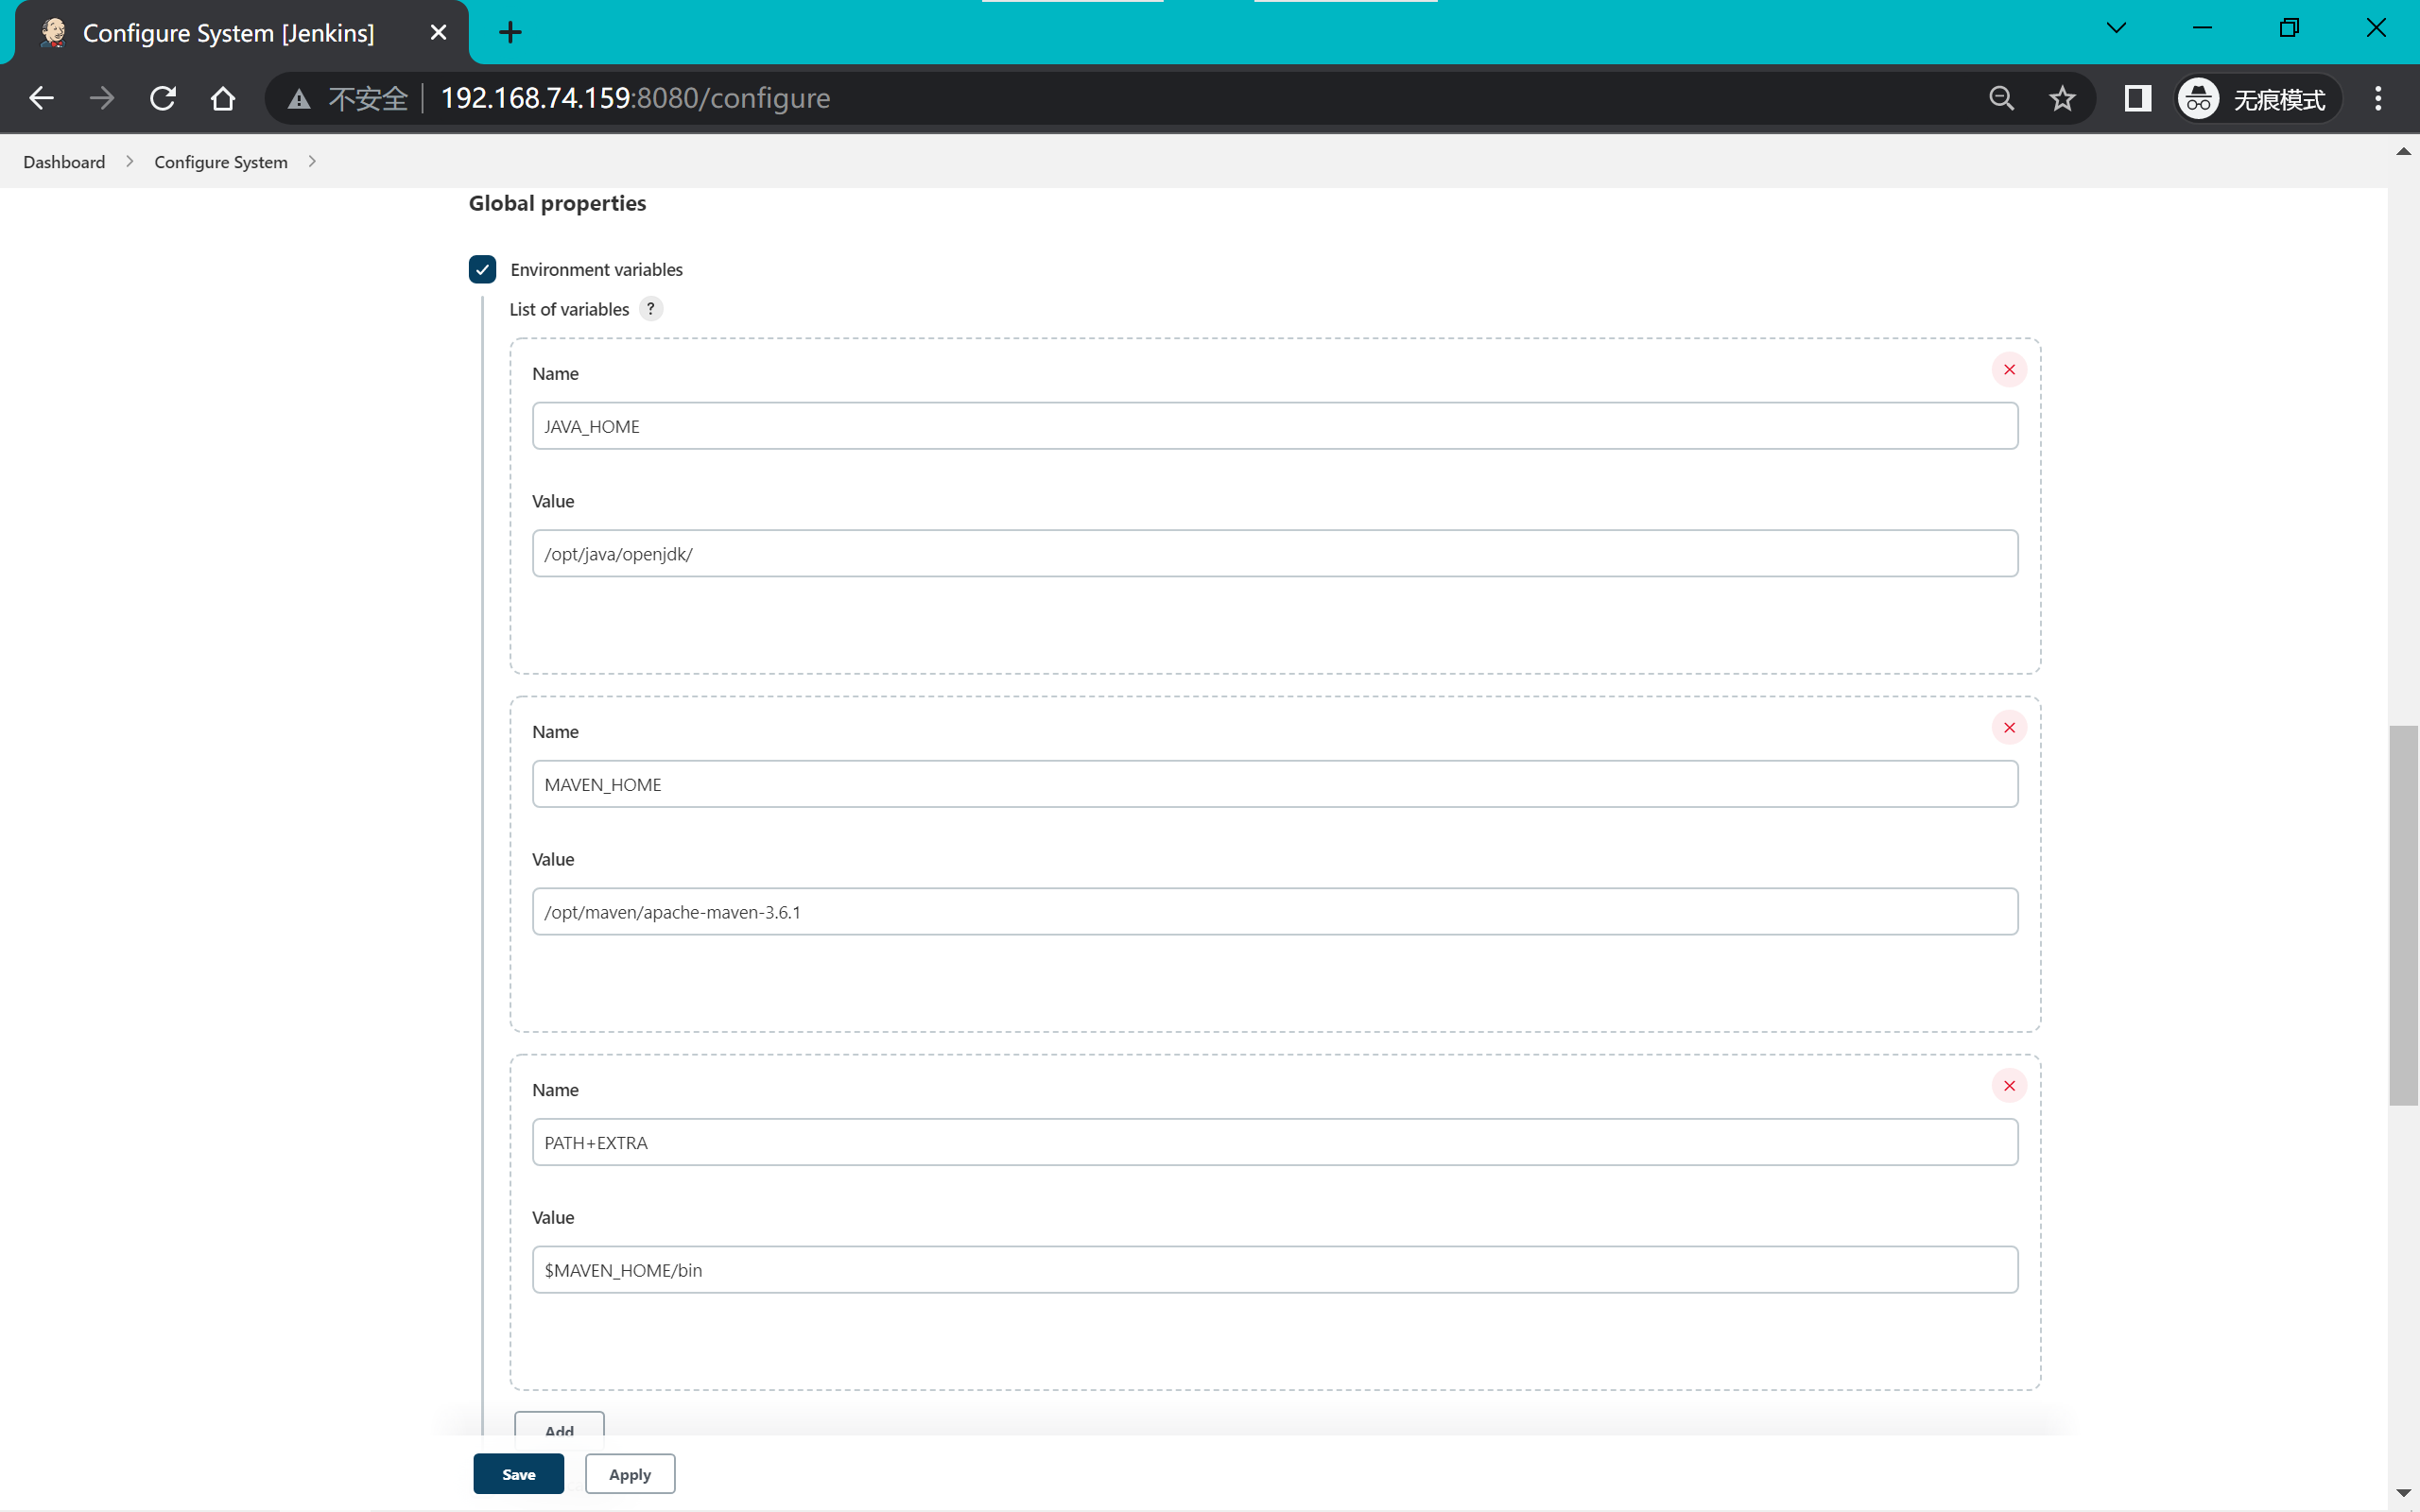 Configure System [Jenkins]
不安全 192.168.74.159:8080/configure 无痕模式
Dashboard Configure System
Global properties
Environment variables
List of variables ?
Name
JAVA_HOME
Value
/opt/java/openjdk/
Name
MAVEN_HOME
Value
/opt/maven/apache-maven-3.6.1
Name
PATH+EXTRA
Value
$MAVEN_HOME/bin
Add
Save Apply